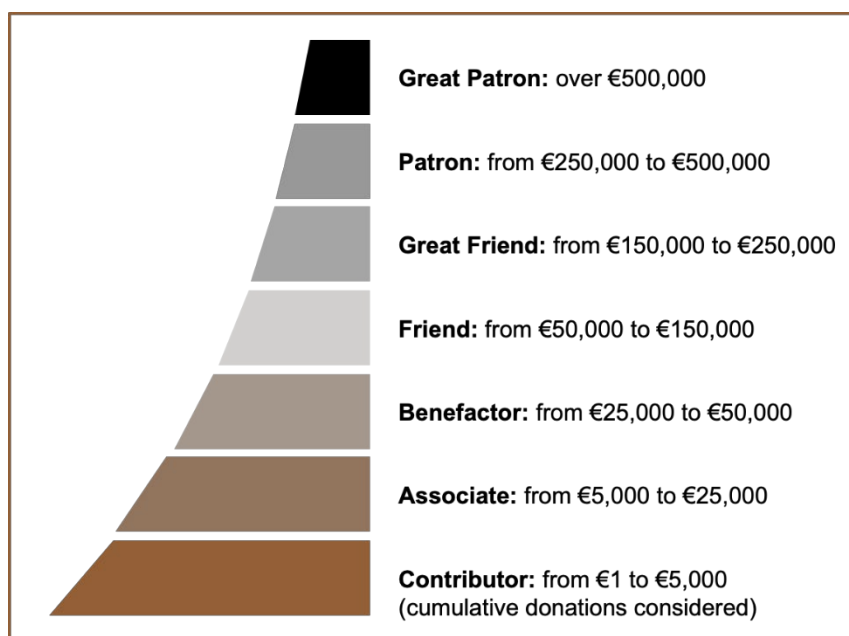 Great Patron: over €500,000
Patron: from €250,000 to €500,000
Great Friend: from €150,000 to €250,000
Friend: from €50,000 to €150,000
Benefactor: from €25,000 to €50,000
Associate: from €5,000 to €25,000
Contributor: from €1 to €5,000
(cumulative donations considered)